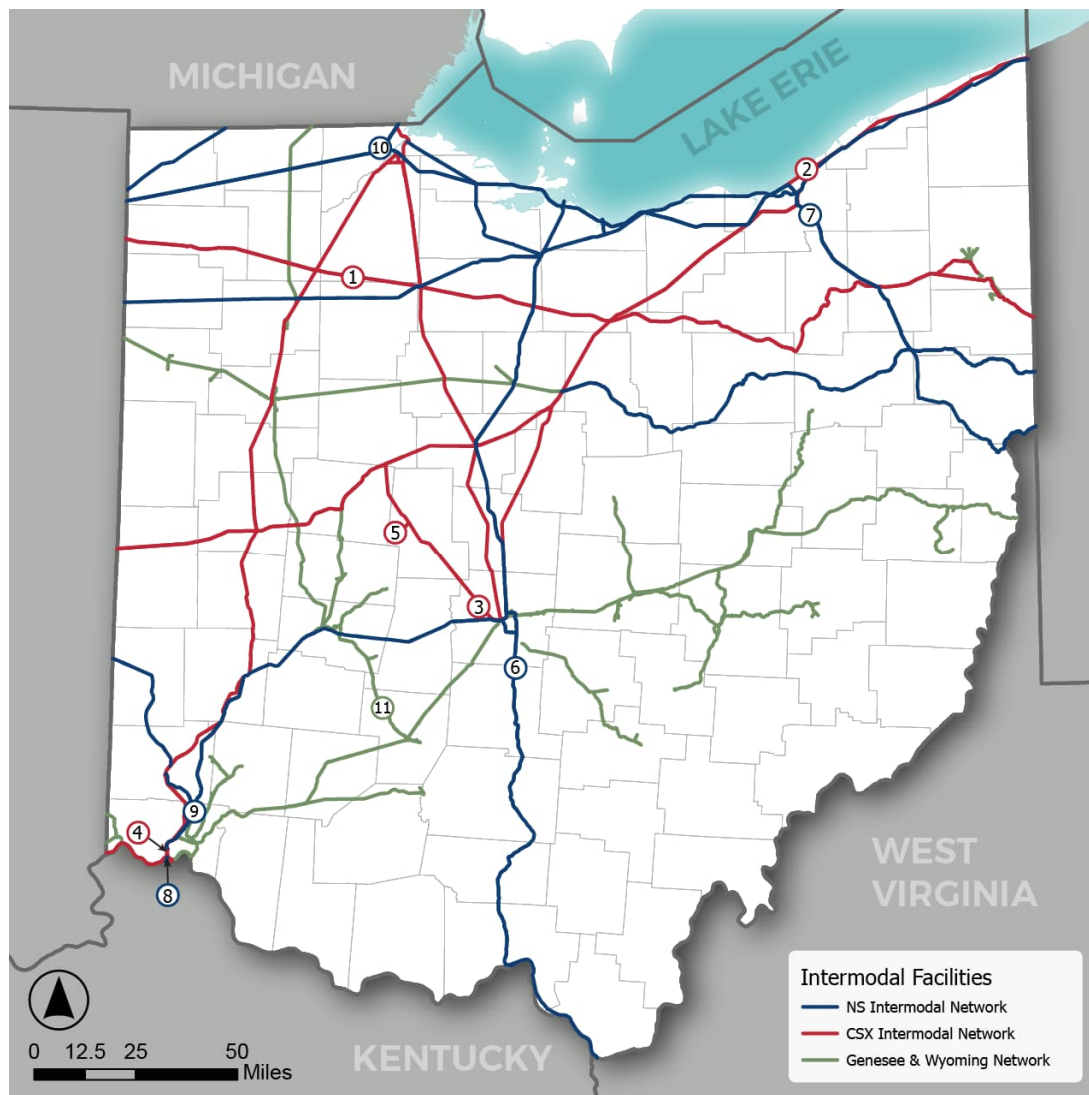 MICHIGAN
LAKE ERIE
10
2
7
1
5
3
6
11
9
4
8
WEST
VIRGINIA
KENTUCKY
Intermodal Facilities
NS Intermodal Network
CSX Intermodal Network
Genesee & Wyoming Network
0 12.5 25 50
Miles